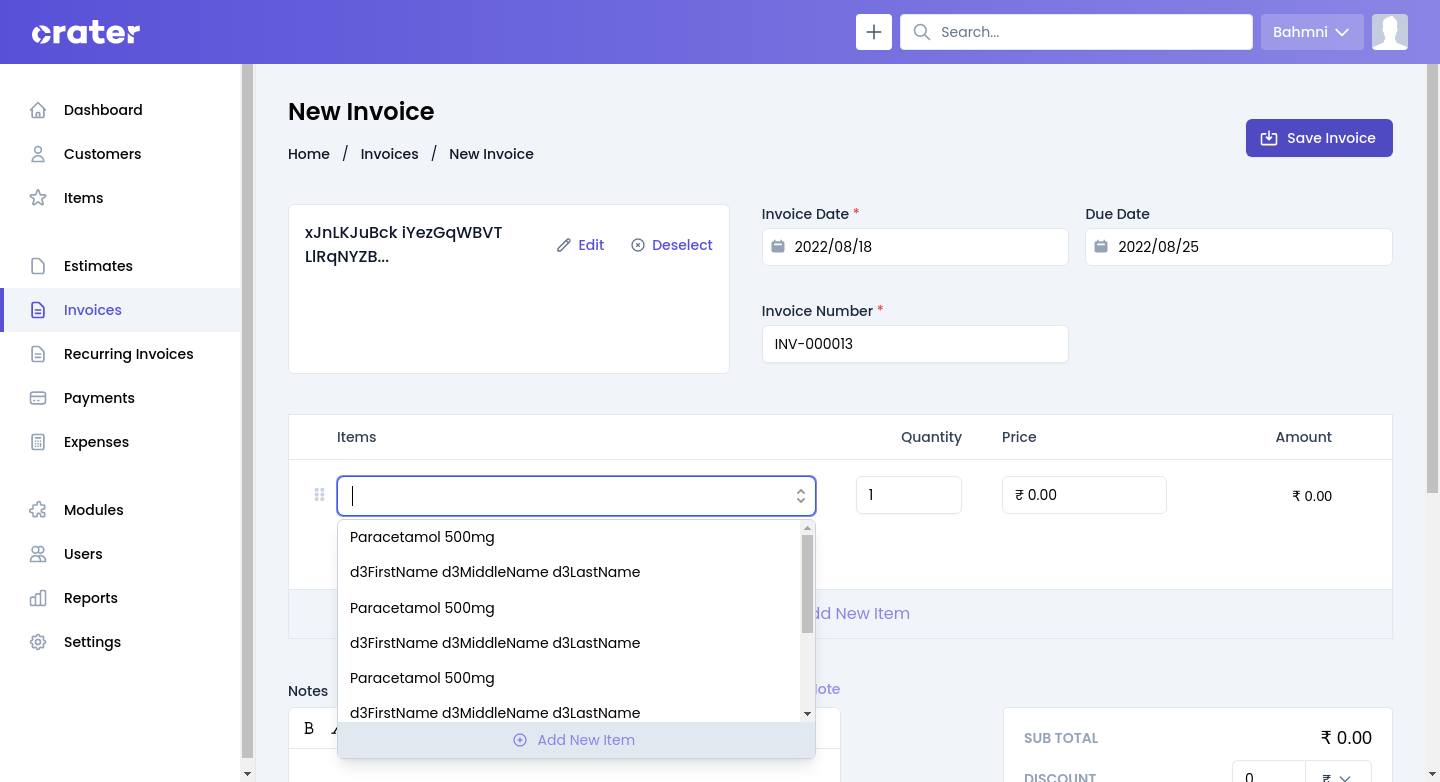 crater
Search...
Bahmni
Dashboard
Customers
Items
Estimates
Invoices
Recurring Invoices
Payments
Expenses
Modules
Users
Reports
Settings
New Invoice
Home / Invoices / New Invoice
Save Invoice
xJnLKJuBck iYezGqWBVT
LlRqNYZB...
Edit
Deselect
Invoice Date *
2022/08/18
Due Date
2022/08/25
Invoice Number *
INV-000013
Items Quantity Price Amount
1 ₹ 0.00 ₹ 0.00
Paracetamol 500mg
d3FirstName d3MiddleName d3LastName
Paracetamol 500mg
d3FirstName d3MiddleName d3LastName
Paracetamol 500mg
d3FirstName d3MiddleName d3LastName
Add New Item
dd New Item
Notes
ote
B
SUB TOTAL ₹ 0.00
DISCOUNT 0 ₹